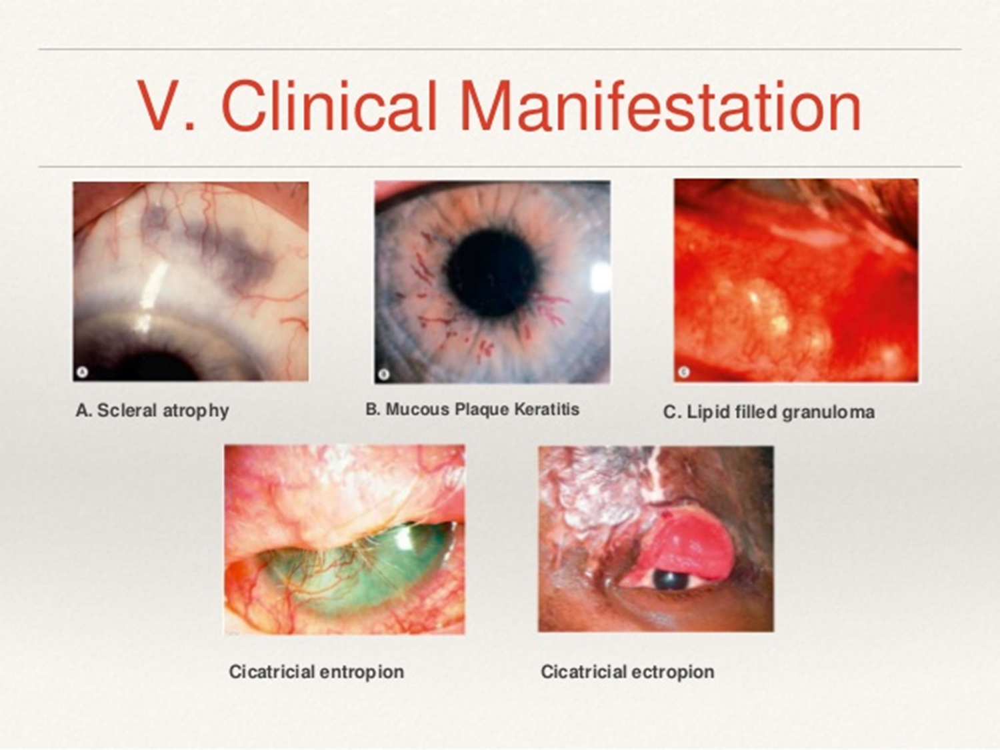 V. Clinical Manifestation
A
B
C
A. Scleral atrophy
B. Mucous Plaque Keratitis
C. Lipid filled granuloma
Cicatricial entropion
Cicatricial ectropion